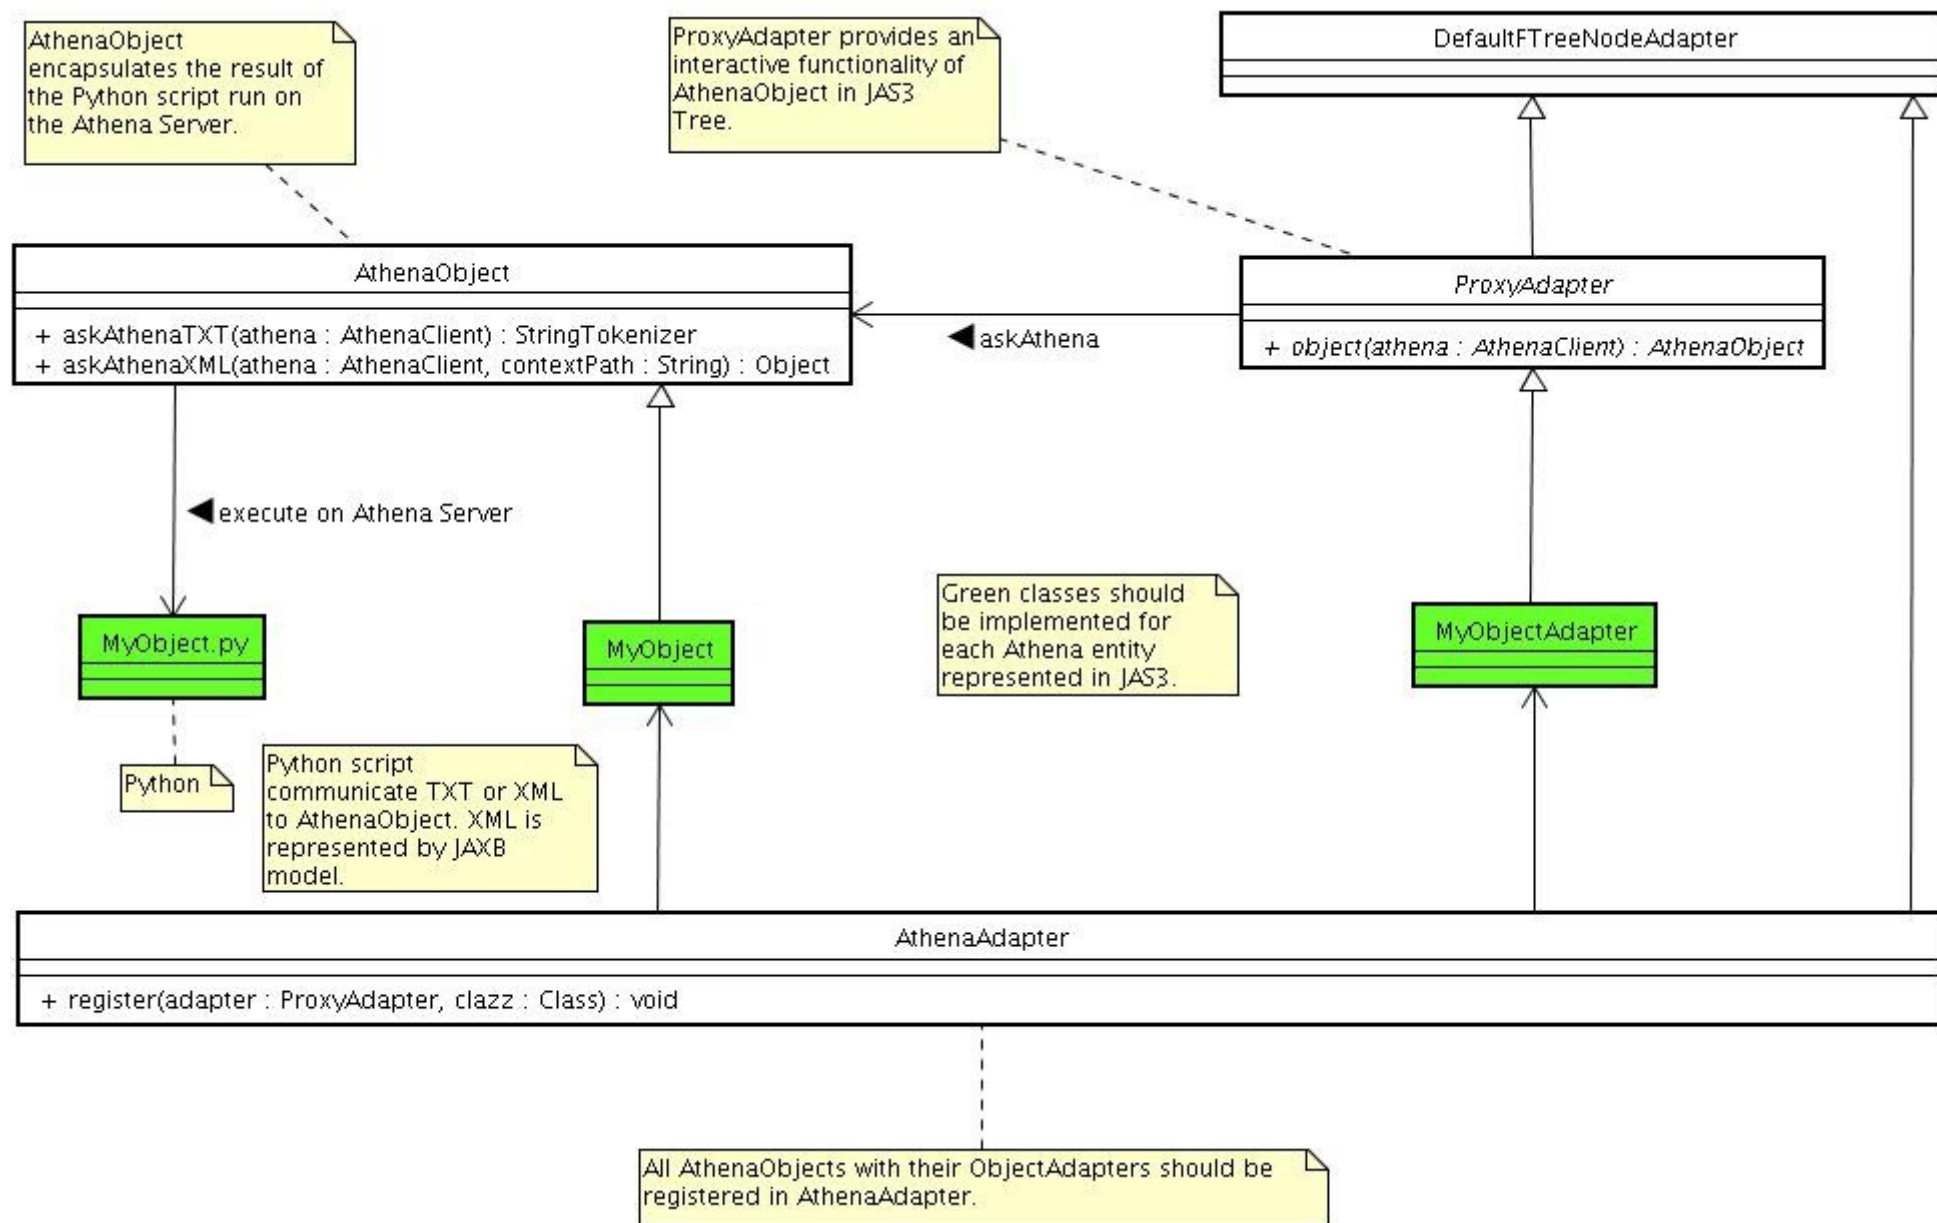 AthenaObject
encapsulates the result of
the Python script run on
the Athena Server.
ProxyAdapter provides an
interactive functionality of
AthenaObject in JAS3
Tree.
DefaultFTreeNodeAdapter
AthenaObject
+ askAthenaTXT(athena : AthenaClient) : StringTokenizer
+ askAthenaXML(athena : AthenaClient, contextPath : String) : Object
askAthena
ProxyAdapter
+ object(athena : AthenaClient) : AthenaObject
execute on Athena Server
MyObject.py
MyObject
Green classes should
be implemented for
each Athena entity
represented in JAS3.
MyObjectAdapter
Python
Python script
communicate TXT or XML
to AthenaObject. XML is
represented by JAXB
model.
AthenaAdapter
+ register(adapter : ProxyAdapter, clazz : Class) : void
All AthenaObjects with their ObjectAdapters should be
registered in AthenaAdapter.